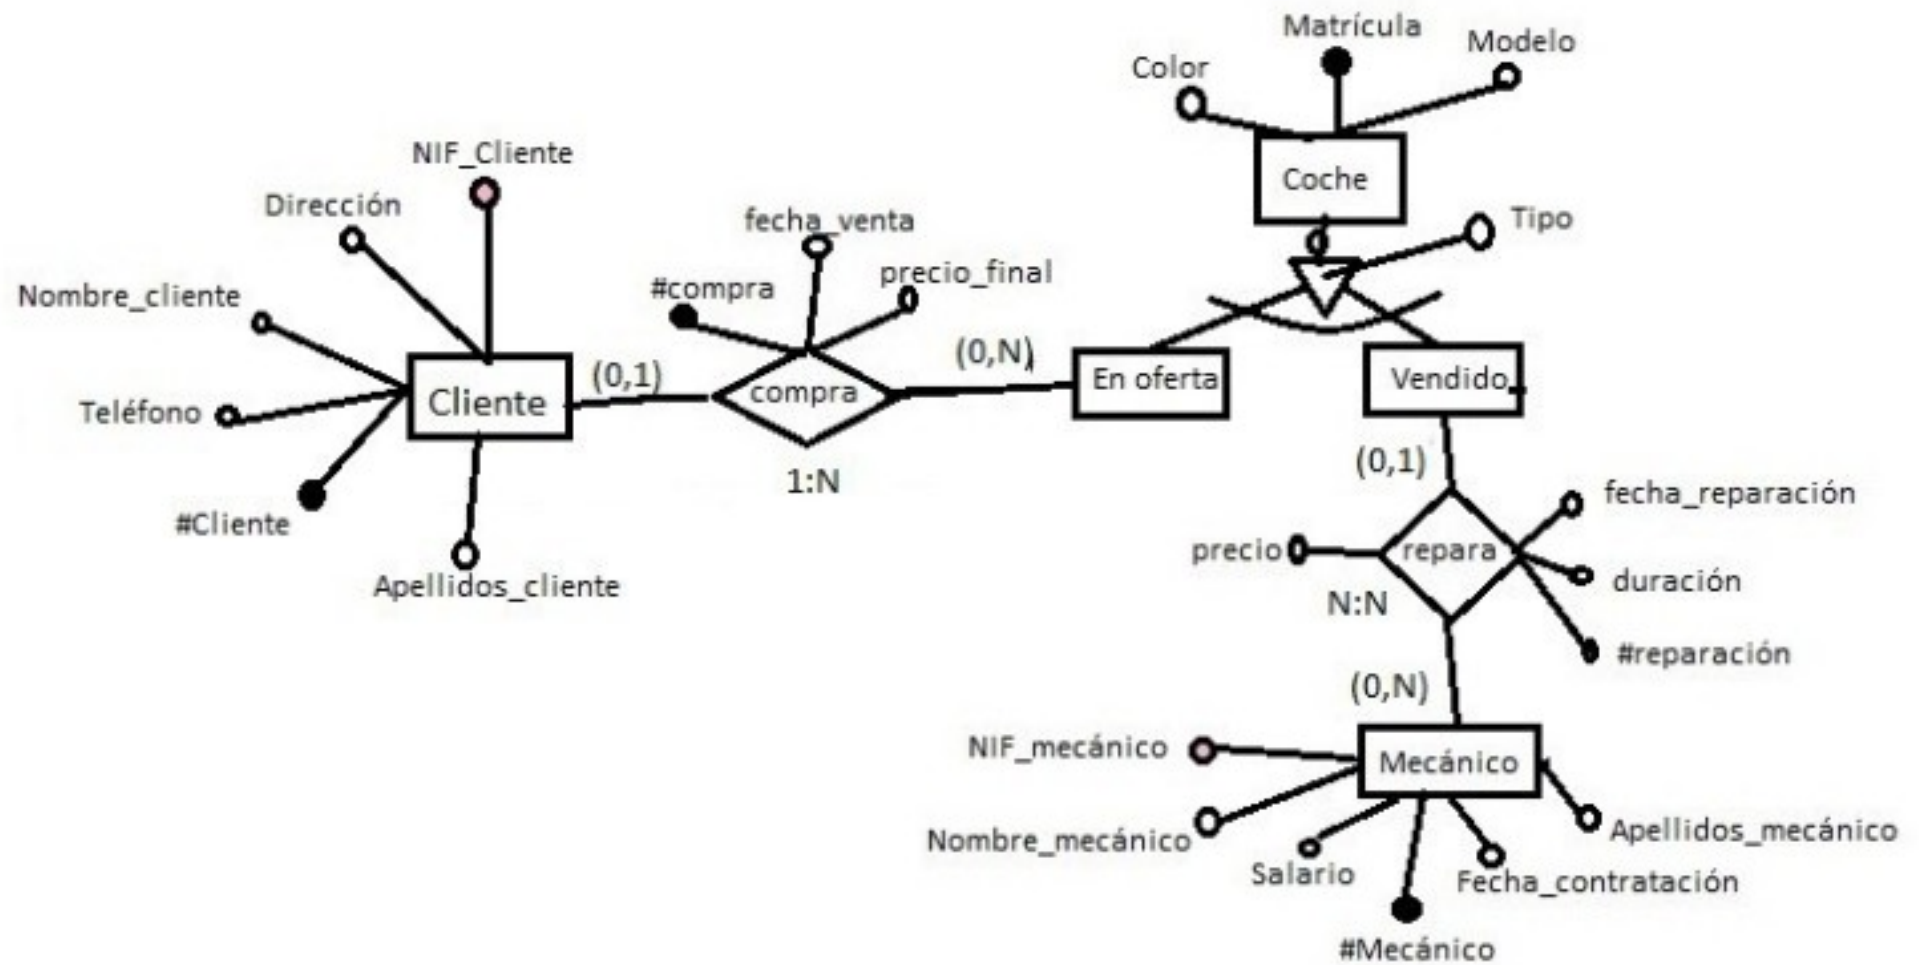 Matrícula
Modelo
Color
Coche
NIF_Cliente
Dirección
Tipo
fecha_venta
precio_final
#compra
Nombre_cliente
(0,1)
(0,N)
compra
En oferta
Vendido
Cliente
Teléfono
1:N
(0,1)
#Cliente
fecha_reparación
precio
repara
duración
Apellidos_cliente
N:N
#reparación
(0,N)
NIF_mecánico
Mecánico
Nombre_mecánico
Apellidos_mecánico
Salario
Fecha_contratación
#Mecánico